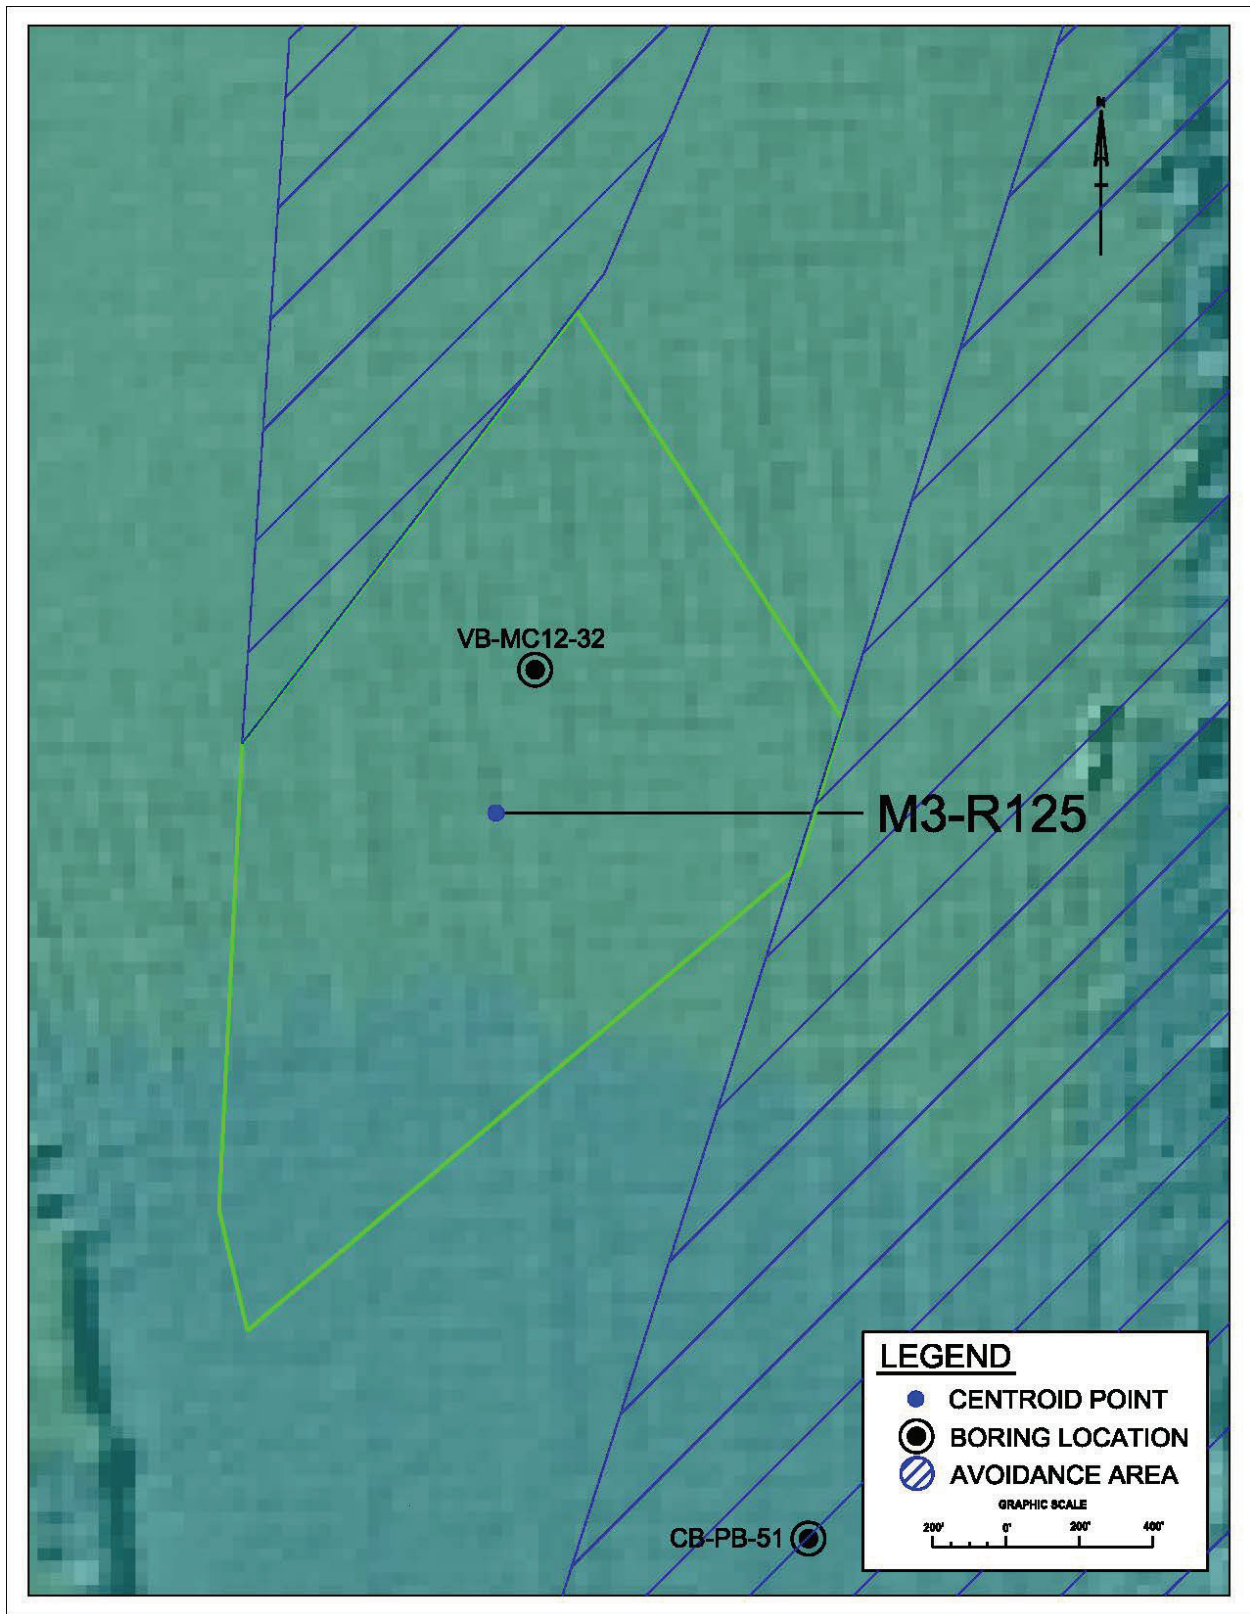 N
VB-MC12-32
M3-R125
LEGEND
CENTROID POINT
BORING LOCATION
AVOIDANCE AREA
GRAPHIC SCALE
200' 0' 200' 400'
CB-PB-51